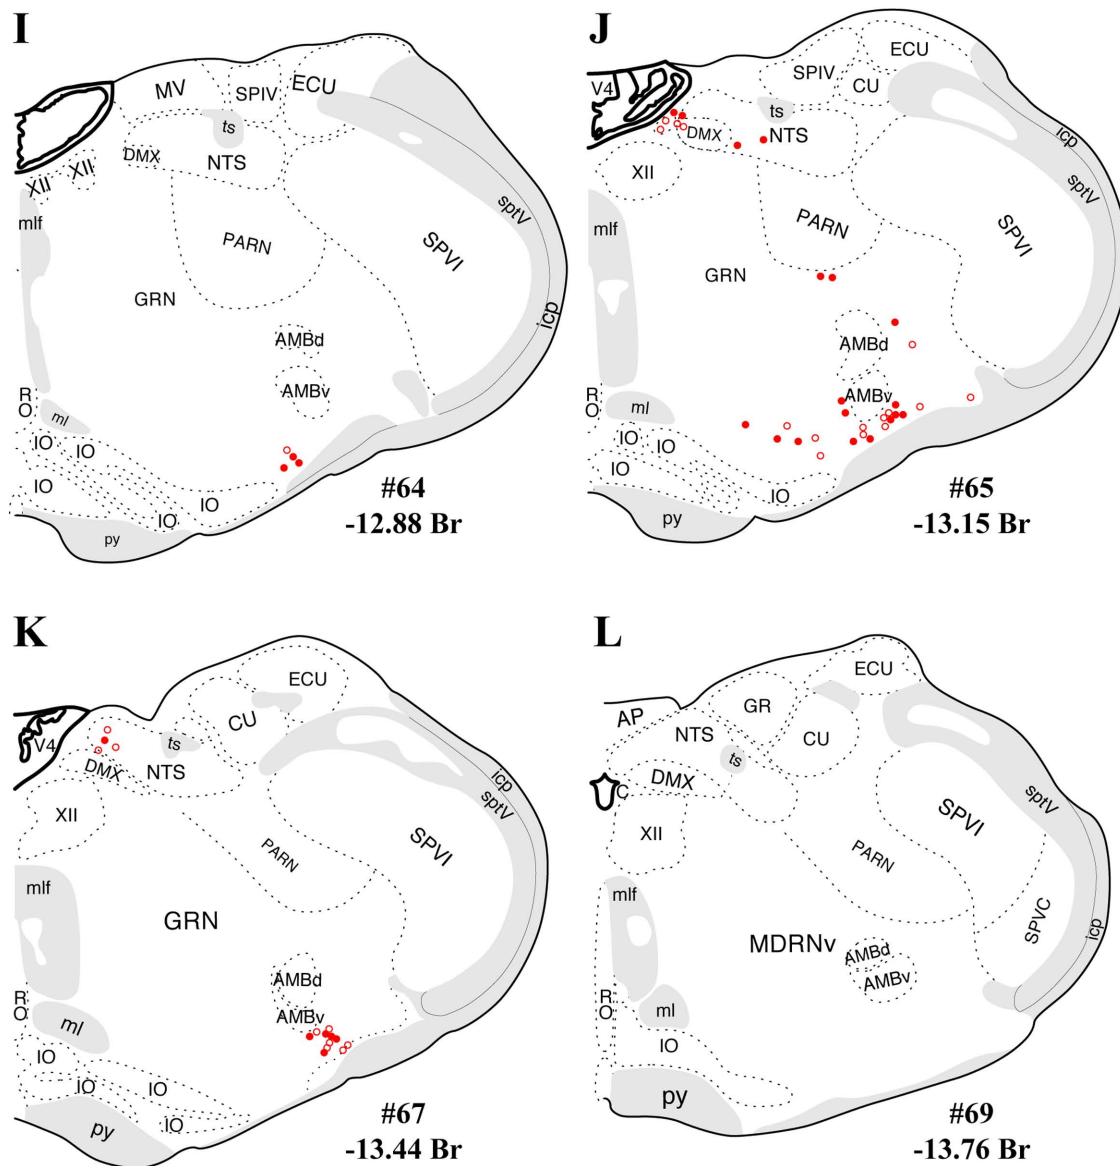 I
MV
SPIV
ECU
ts
DMX
NTS
XII
XII
sptV
mlf
PARN
SPVI
GRN
icp
AMBd
AMBv
R
O
ml
IO
IO
IO
IO
IO
py
#64
-12.88 Br
J
ECU
V4
SPIV
CU
ts
DMX
NTS
icp
XII
sptV
mlf
PARN
SPVI
GRN
AMBd
AMBv
R
O
ml
IO
IO
IO
IO
py
#65
-13.15 Br
K
ECU
CU
V4
ts
DMX
NTS
icp
sptV
XII
SPVI
PARN
mlf
GRN
AMBd
AMBv
R
O
ml
IO
IO
IO
IO
py
#67
-13.44 Br
L
ECU
GR
AP
NTS
CU
ts
DMX
C
sptV
XII
SPVI
PARN
mlf
SPVC
icp
MDRNv
AMBd
AMBv
R
O
ml
IO
py
#69
-13.76 Br